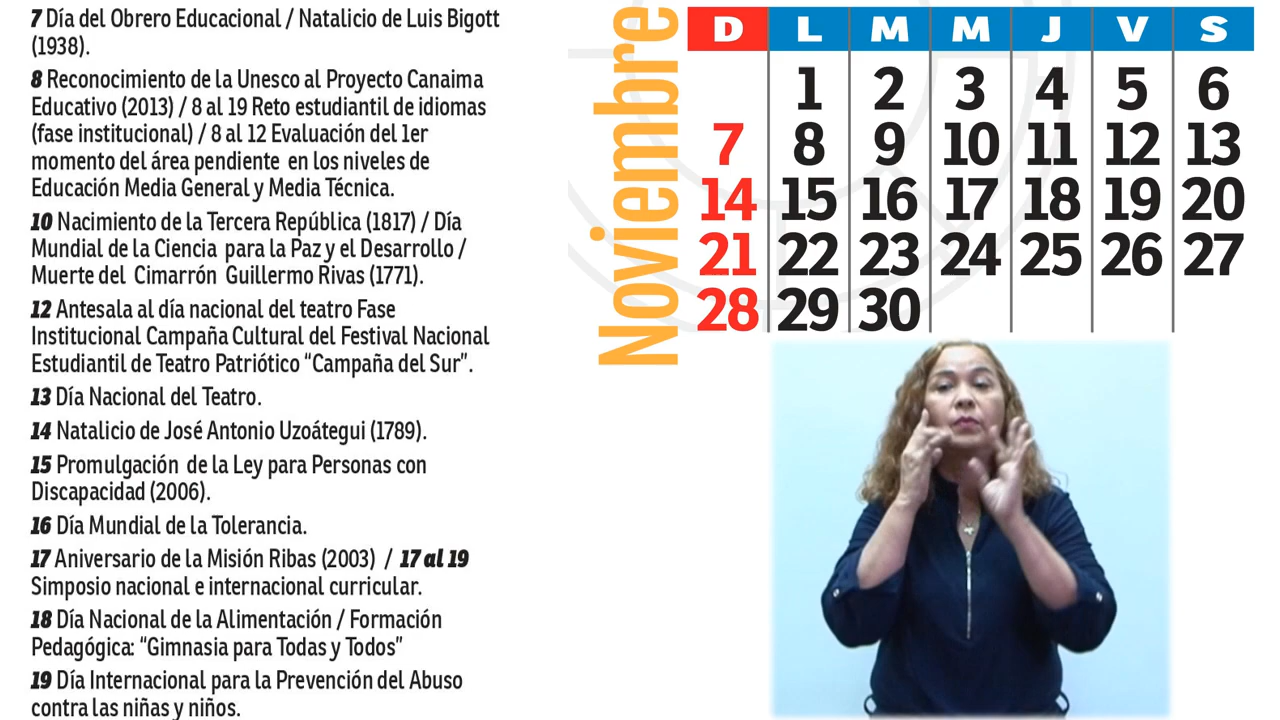 7 Día del Obrero Educacional / Natalicio de Luis Bigott
(1938).
8 Reconocimiento de la Unesco al Proyecto Canaima
Educativo (2013) / 8 al 19 Reto estudiantil de idiomas
(fase institucional) / 8 al 12 Evaluación del 1er
momento del área pendiente en los niveles de
Educación Media General y Media Técnica.
10 Nacimiento de la Tercera República (1817) / Día
Mundial de la Ciencia para la Paz y el Desarrollo /
Muerte del Cimarrón Guillermo Rivas (1771).
12 Antesala al día nacional del teatro Fase
Institucional Campaña Cultural del Festival Nacional
Estudiantil de Teatro Patriótico “Campaña del Sur”.
13 Día Nacional del Teatro.
14 Natalicio de José Antonio Uzoátegui (1789).
15 Promulgación de la Ley para Personas con
Discapacidad (2006).
16 Día Mundial de la Tolerancia.
17 Aniversario de la Misión Ribas (2003) / 17 al 19
Simposio nacional e internacional curricular.
18 Día Nacional de la Alimentación / Formación
Pedagógica: “Gimnasia para Todas y Todos”
19 Día Internacional para la Prevención del Abuso
contra las niñas y niños.
Noviembre
D L M M J V S
1 2 3 4 5 6
7 8 9 10 11 12 13
14 15 16 17 18 19 20
21 22 23 24 25 26 27
28 29 30